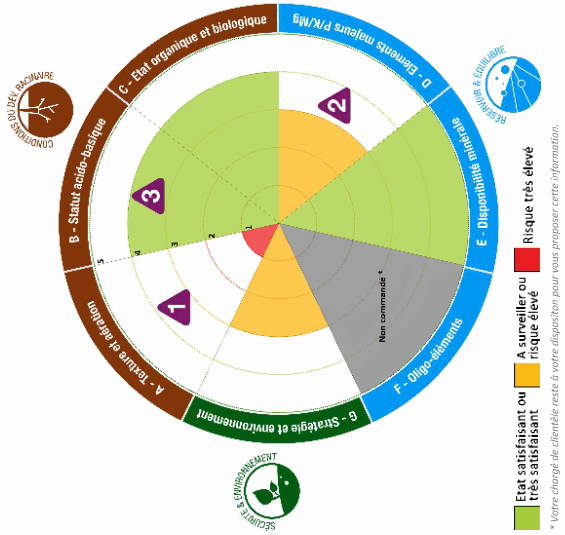 CONDITIONS DU DEV. RACINAIRE
RÉSERVOIR & ÉQUILIBRE
SÉCURITÉ & ENVIRONNEMENT
A - Texture et aération
B - Statut acido-basique
C - Etat organique et biologique
D - Eléments majeurs P/K/Mg
E - Disponibilité minérale
F - Oligo-éléments
G - Stratégie et environnement
1
2
3
4
5
1
2
3
Non commandé *
Etat satisfaisant ou
très satisfaisant
A surveiller ou
risque élevé
Risque très élevé
* Votre chargé de clientèle reste à votre dispositon pour vous proposer cette information.